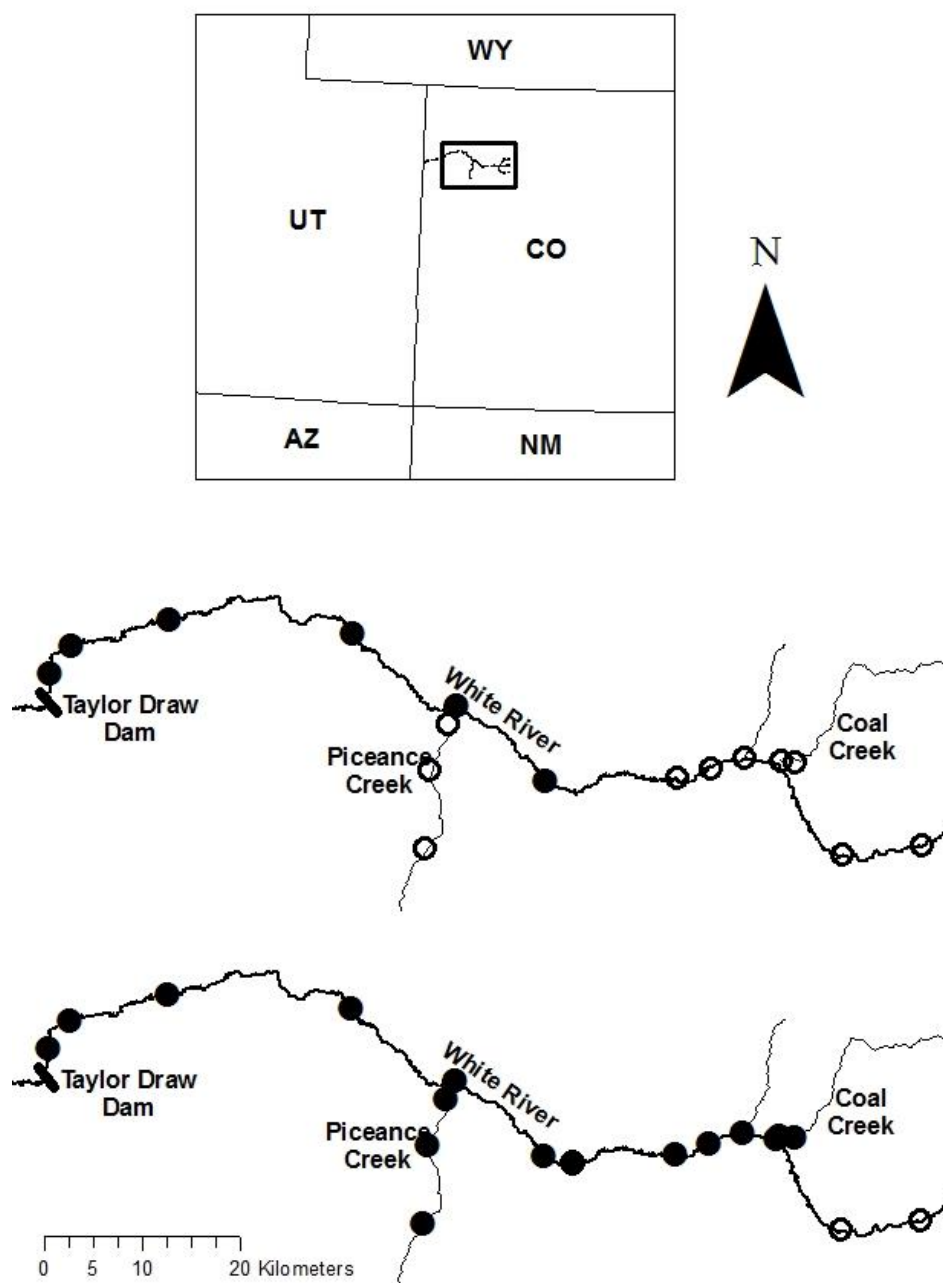 WY
UT
CO
N
AZ
NM
White River
Taylor Draw
Dam
Piceance
Creek
Coal
Creek
White River
Taylor Draw
Dam
Piceance
Creek
Coal
Creek
0 5 10 20 Kilometers